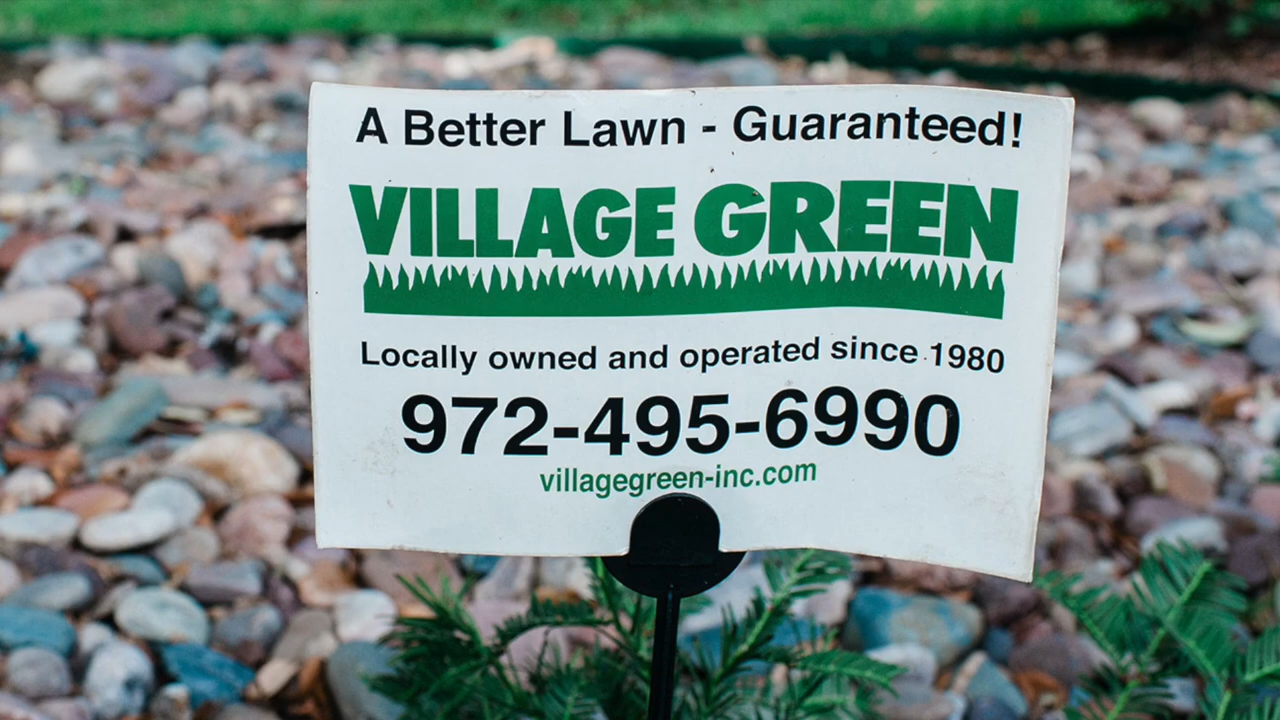 A Better Lawn - Guaranteed!
VILLAGE GREEN
Locally owned and operated since 1980
972-495-6990
villagegreen-inc.com